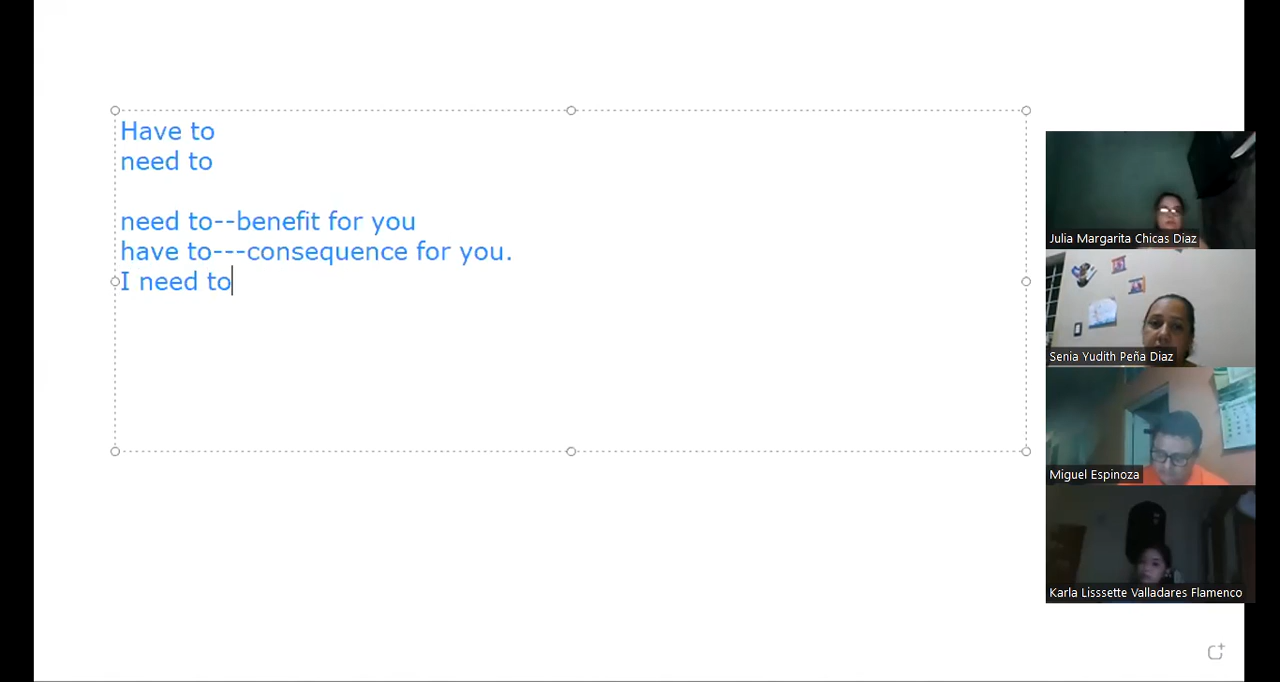 Have to
need to
need to--benefit for you
have to---consequence for you.
I need to
Julia Margarita Chicas Diaz
Senia Yudith Peña Diaz
Miguel Espinoza
Karla Lisssette Valladares Flamenco